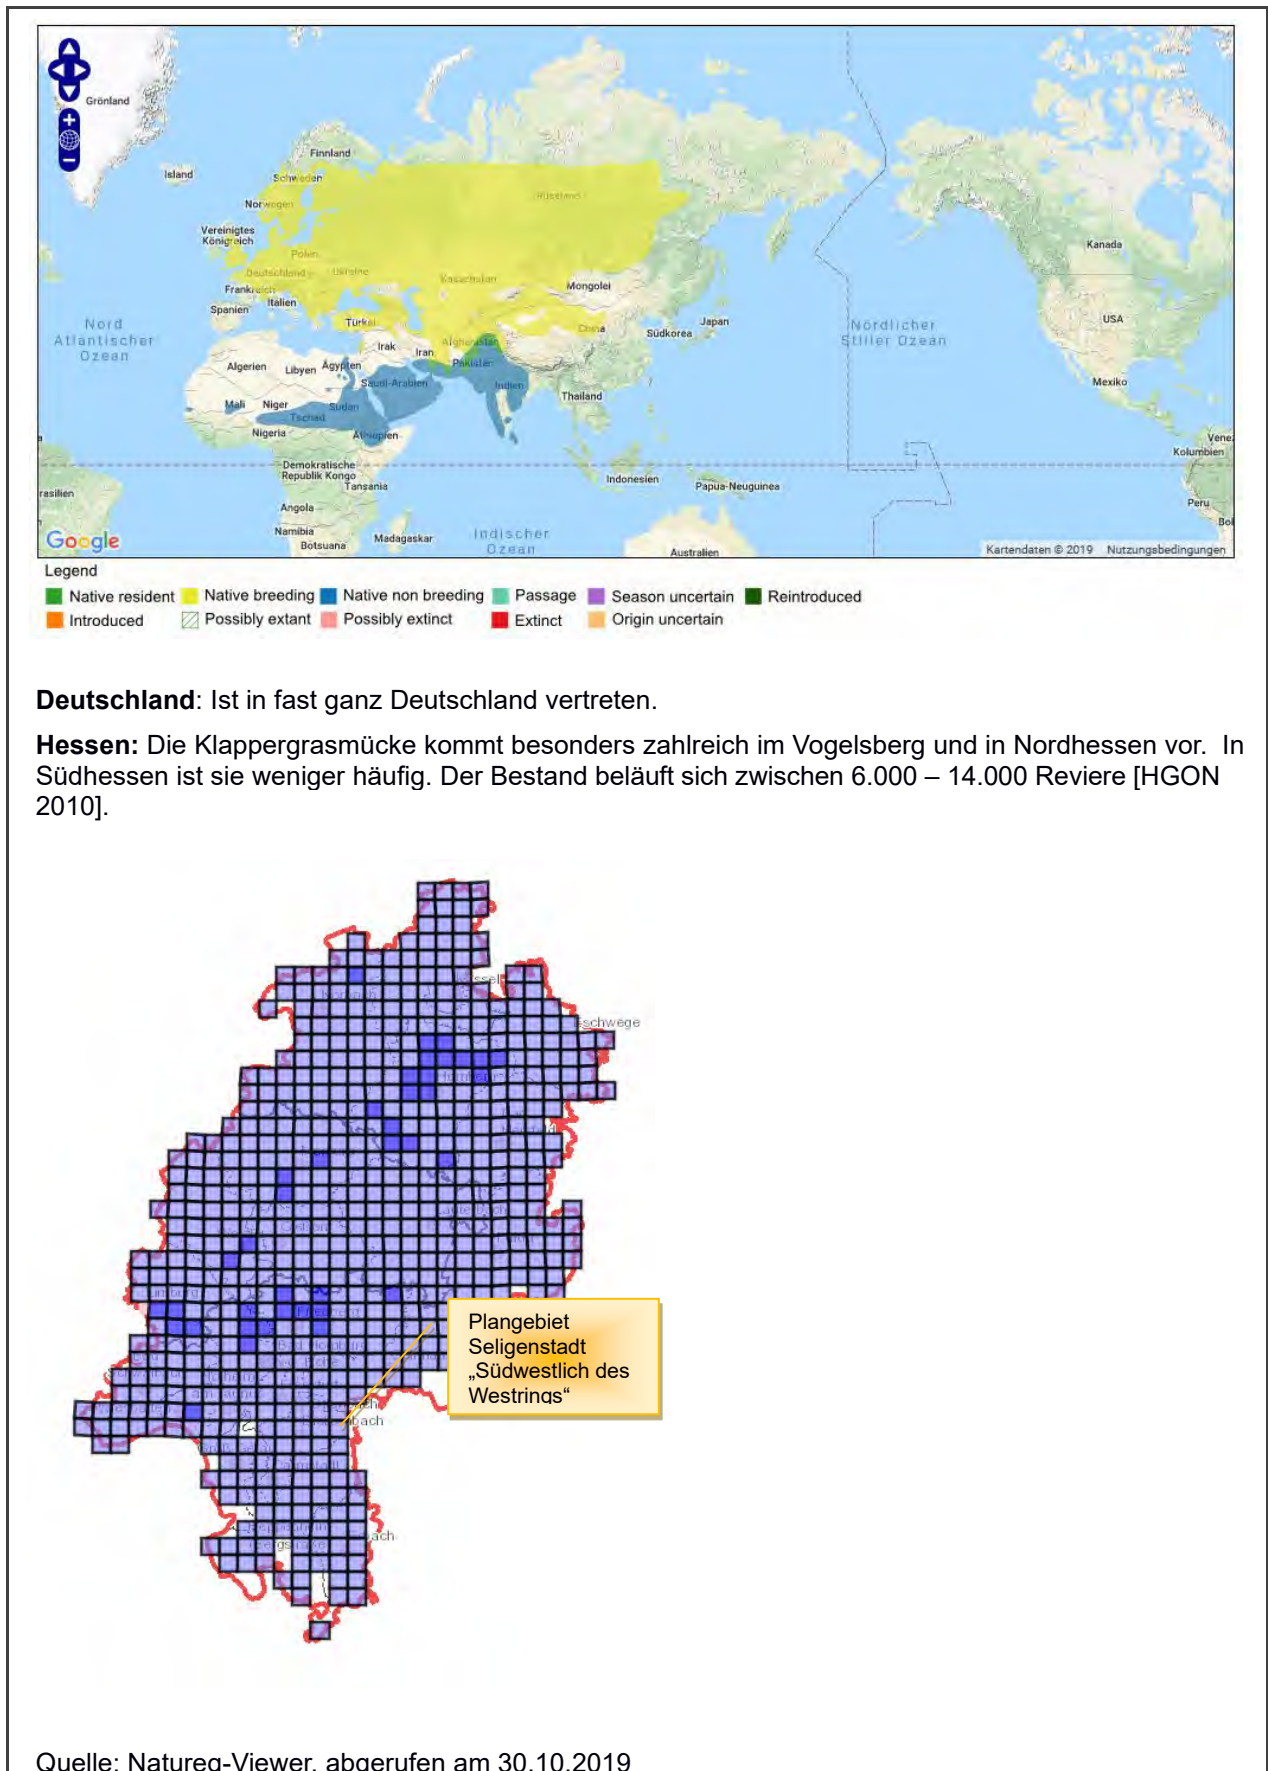 Grönland
Island
Finnland
Schweden
Norwegen
Russland
Vereinigtes
Königreich
Polen
Deutschland
Ukraine
Kasachstan
Frankreich
Mongolei
Italien
Spanien
Türkei
China
Japan
Südkorea
Afghanistan
Irak
Iran
Pakistan
Algerien
Libyen
Ägypten
Saudi-Arabien
Indien
Thailand
Mali
Niger
Sudan
Tschad
Nigeria
Äthiopien
Demokratische
Republik Kongo
Tansania
Indonesien
Papua-Neuguinea
Angola
Namibia
Botsuana
Madagaskar
Australien
Nord
Atlantischer
Ozean
Indischer
Ozean
Nördlicher
Stiller Ozean
Kanada
USA
Mexiko
Vene
Kolumbien
Peru
Bol
rasilien
Google
Kartendaten © 2019 Nutzungsbedingungen
Legend
Native resident Native breeding Native non breeding Passage Season uncertain Reintroduced
Introduced Possibly extant Possibly extinct Extinct Origin uncertain
Deutschland: Ist in fast ganz Deutschland vertreten.
Hessen: Die Klappergrasmücke kommt besonders zahlreich im Vogelsberg und in Nordhessen vor. In
Südhessen ist sie weniger häufig. Der Bestand beläuft sich zwischen 6.000 – 14.000 Reviere [HGON
2010].
schwege
Plangebiet
Seligenstadt
„Südwestlich des
Westrings“
bach
ach
Quelle: Natureg-Viewer, abgerufen am 30.10.2019